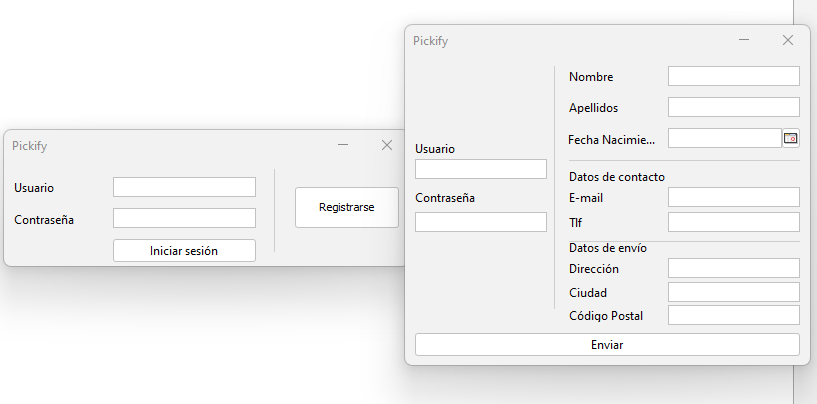 Pickify
Usuario
Contraseña
Iniciar sesión
Registrarse
Pickify
Usuario
Contraseña
Nombre
Apellidos
Fecha Nacimie...
Datos de contacto
E-mail
Tlf
Datos de envío
Dirección
Ciudad
Código Postal
Enviar